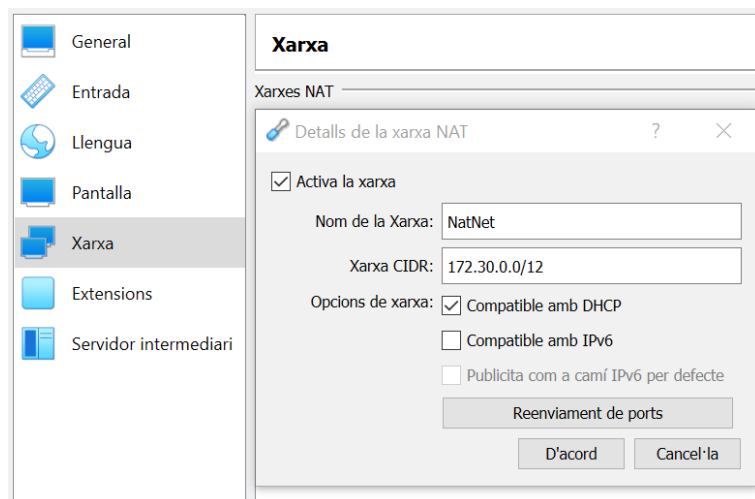 General
Entrada
Llengua
Pantalla
Xarxa
Extensions
Servidor intermediari
Xarxa
Xarxes NAT
Detalls de la xarxa NAT ?
Activa la xarxa
Nom de la Xarxa: NatNet
Xarxa CIDR: 172.30.0.0/12
Opcions de xarxa: Compatible amb DHCP
Compatible amb IPv6
Publicita com a camí IPv6 per defecte
Reenviament de ports
D'acord Cancel·la